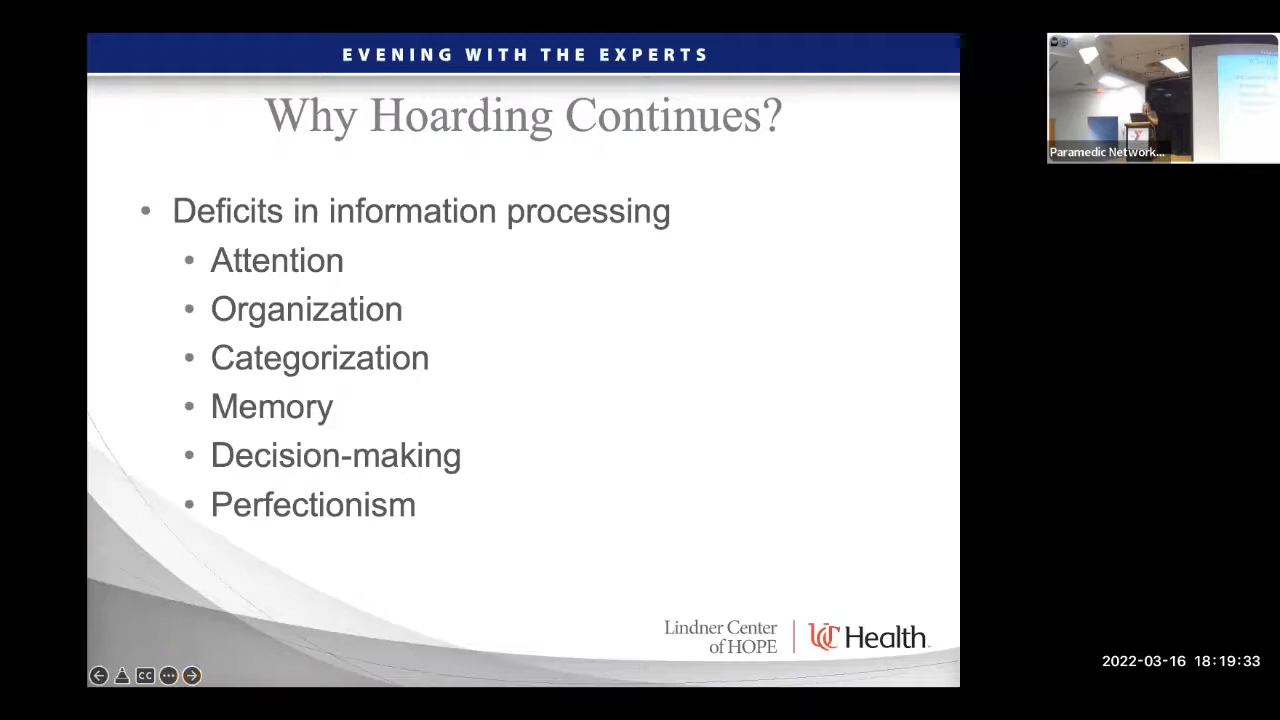 EVENING WITH THE EXPERTS
Why Hoarding Continues?
• Deficits in information processing
• Attention
• Organization
• Categorization
• Memory
• Decision-making
• Perfectionism
Lindner Center
of HOPE
UC Health
CC
Paramedic Network...
2022-03-16 18:19:33